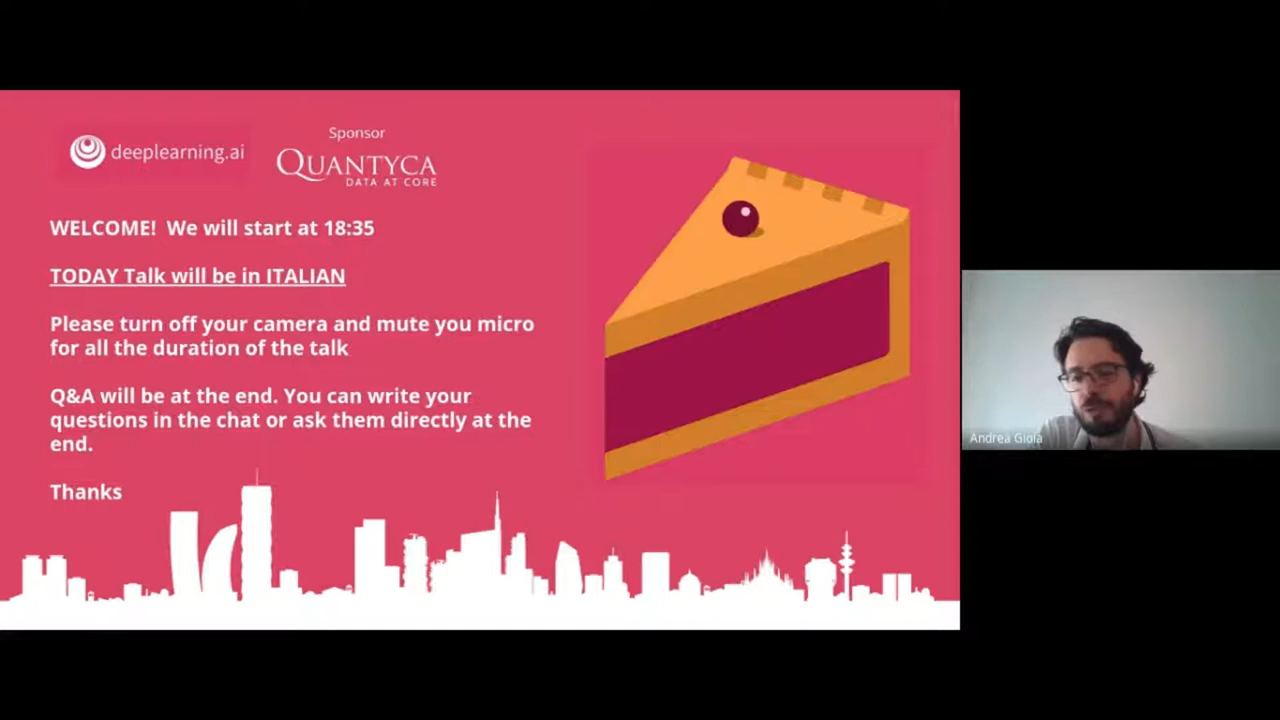 deeplearning.ai
Sponsor
QUANTYCA
DATA AT CORE
WELCOME!  We will start at 18:35
TODAY Talk will be in ITALIAN
Please turn off your camera and mute you micro
for all the duration of the talk
Q&A will be at the end. You can write your
questions in the chat or ask them directly at the
end.
Thanks
Andrea Gioia